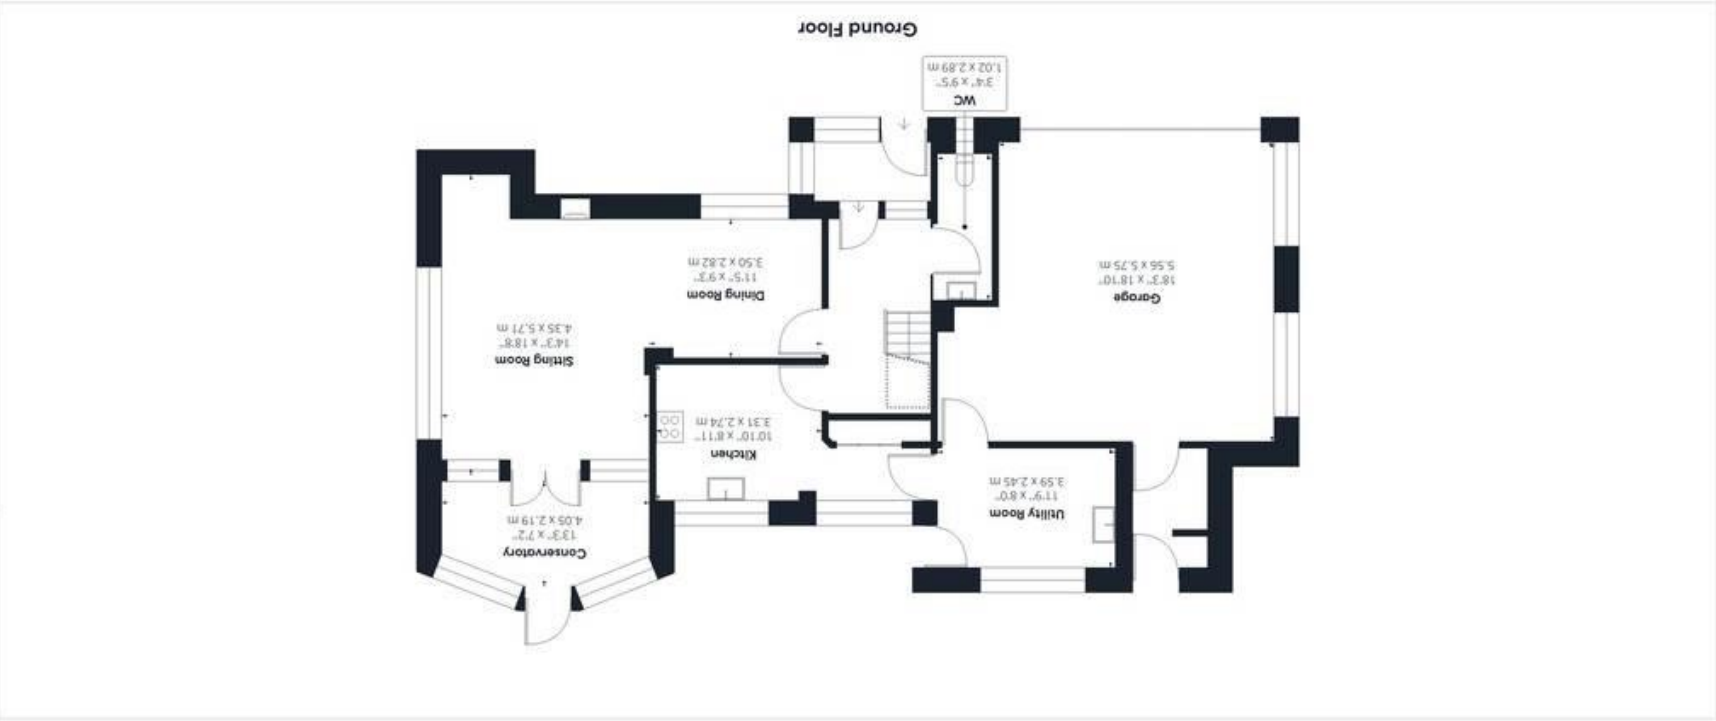 Conservatory
13'3" x 7'2"
4.05 x 2.19 m
Utility Room
11'9" x 8'0"
3.59 x 2.45 m
Kitchen
10'10" x 8'11"
3.31 x 2.74 m
Sitting Room
14'3" x 18'8"
4.35 x 5.71 m
Garage
18'3" x 18'10"
5.56 x 5.75 m
Dining Room
11'5" x 9'3"
3.50 x 2.82 m
WC
3'4" x 9'5"
1.02 x 2.89 m
Ground Floor